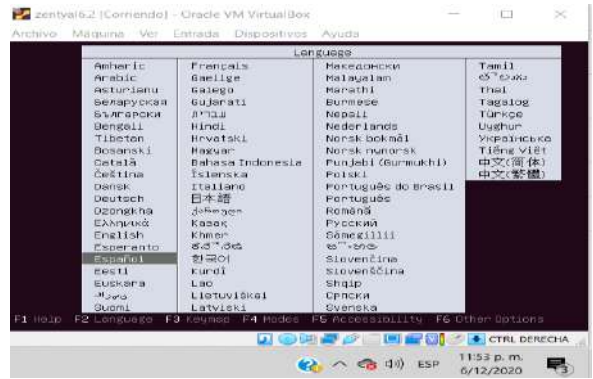 zentyal6.2 [Corriendo] - Oracle VM VirtualBox
Archivo Máquina Ver Entrada Dispositivos Ayuda
Language
Amharic
Arabic
Asturianu
Беларуская
Български
Bengali
Tibetan
Bosanski
Català
Čeština
Dansk
Deutsch
Dzongkha
Ελληνικά
English
Esperanto
Español
Eesti
Euskara
Suomi
Français
Gaeilge
Galego
Gujarati
עברית
Hindi
Hrvatski
Magyar
Bahasa Indonesia
Íslenska
Italiano
日本語
ქართული
Қазақ
Khmer
ಕನ್ನಡ
한국어
Kurdî
Lao
Lietuviškai
Latviski
Македонски
Malayalam
Marathi
Burmese
Nepali
Nederlands
Norsk bokmål
Norsk nynorsk
Punjabi (Gurmukhi)
Polski
Português do Brasil
Português
Română
Русский
Sámegillii
Slovenčina
Slovenščina
Shqip
Српски
Svenska
Tamil
Thai
Tagalog
Türkçe
Uyghur
Українська
Tiếng Việt
中文(简体)
中文(繁體)
F1 Help F2 Language F3 Keymap F4 Modes F5 Accessibility F6 Other Options
CTRL DERECHA
ESP
11:53 p. m.
6/12/2020
3